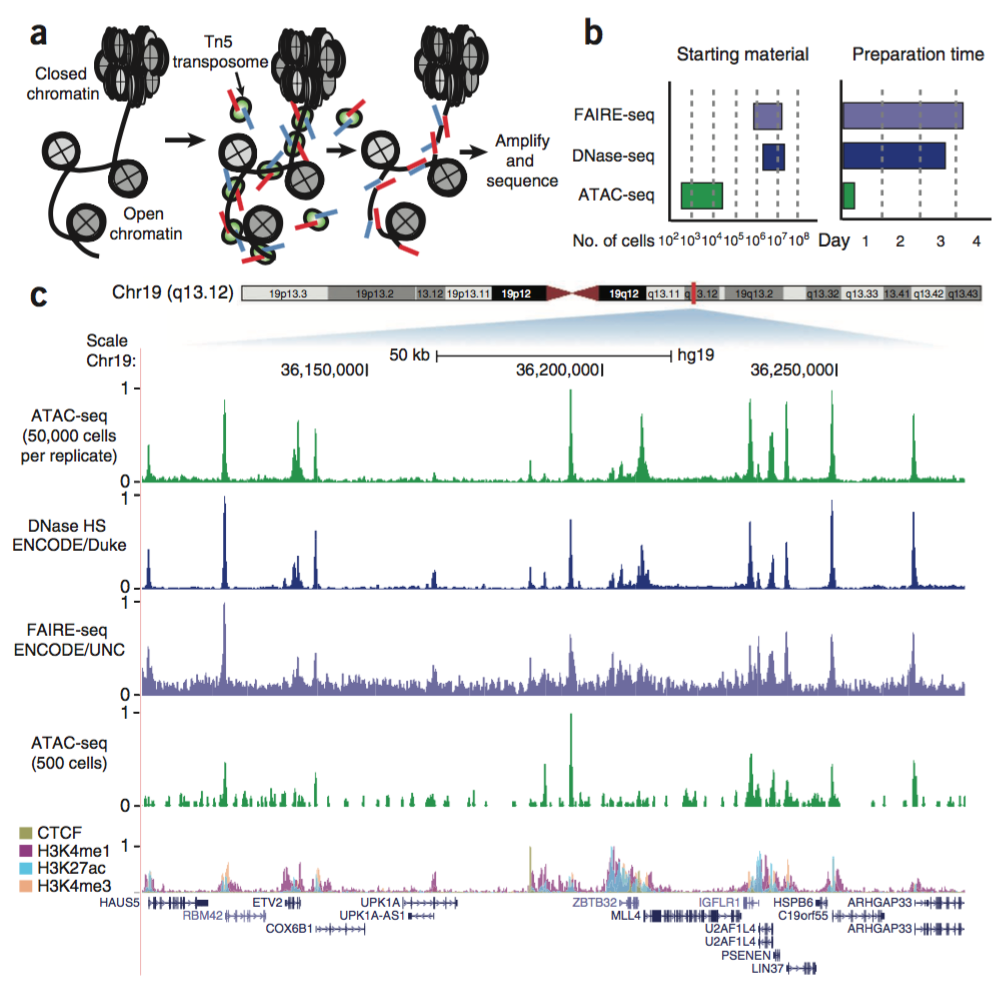 a
Tn5
transposome
Closed
chromatin
Open
chromatin
Amplify
and
sequence
b
Starting material
Preparation time
FAIRE-seq
DNase-seq
ATAC-seq
No. of cells 10² 10³ 10⁴ 10⁵ 10⁶ 10⁷ 10⁸
Day 1 2 3 4
c
Chr19 (q13.12)
19p13.3 19p13.2 13.12 19p13.11 19p12 19q12 q13.11 q13.12 19q13.2 q13.32 q13.33 13.41 q13.42 q13.43
Scale
50 kb hg19
Chr19:
36,150,000 36,200,000 36,250,000
1
ATAC-seq
(50,000 cells
per replicate)
0
1
DNase HS
ENCODE/Duke
0
1
FAIRE-seq
ENCODE/UNC
0
1
ATAC-seq
(500 cells)
0
CTCF
1
H3K4me1
H3K27ac
H3K4me3
HAUS5 ETV2 UPK1A ZBTB32 IGFLR1 HSPB6 ARHGAP33
RBM42 UPK1A-AS1 MLL4 C19orf55
COX6B1 U2AF1L4 ARHGAP33
U2AF1L4
PSENEN
LIN37